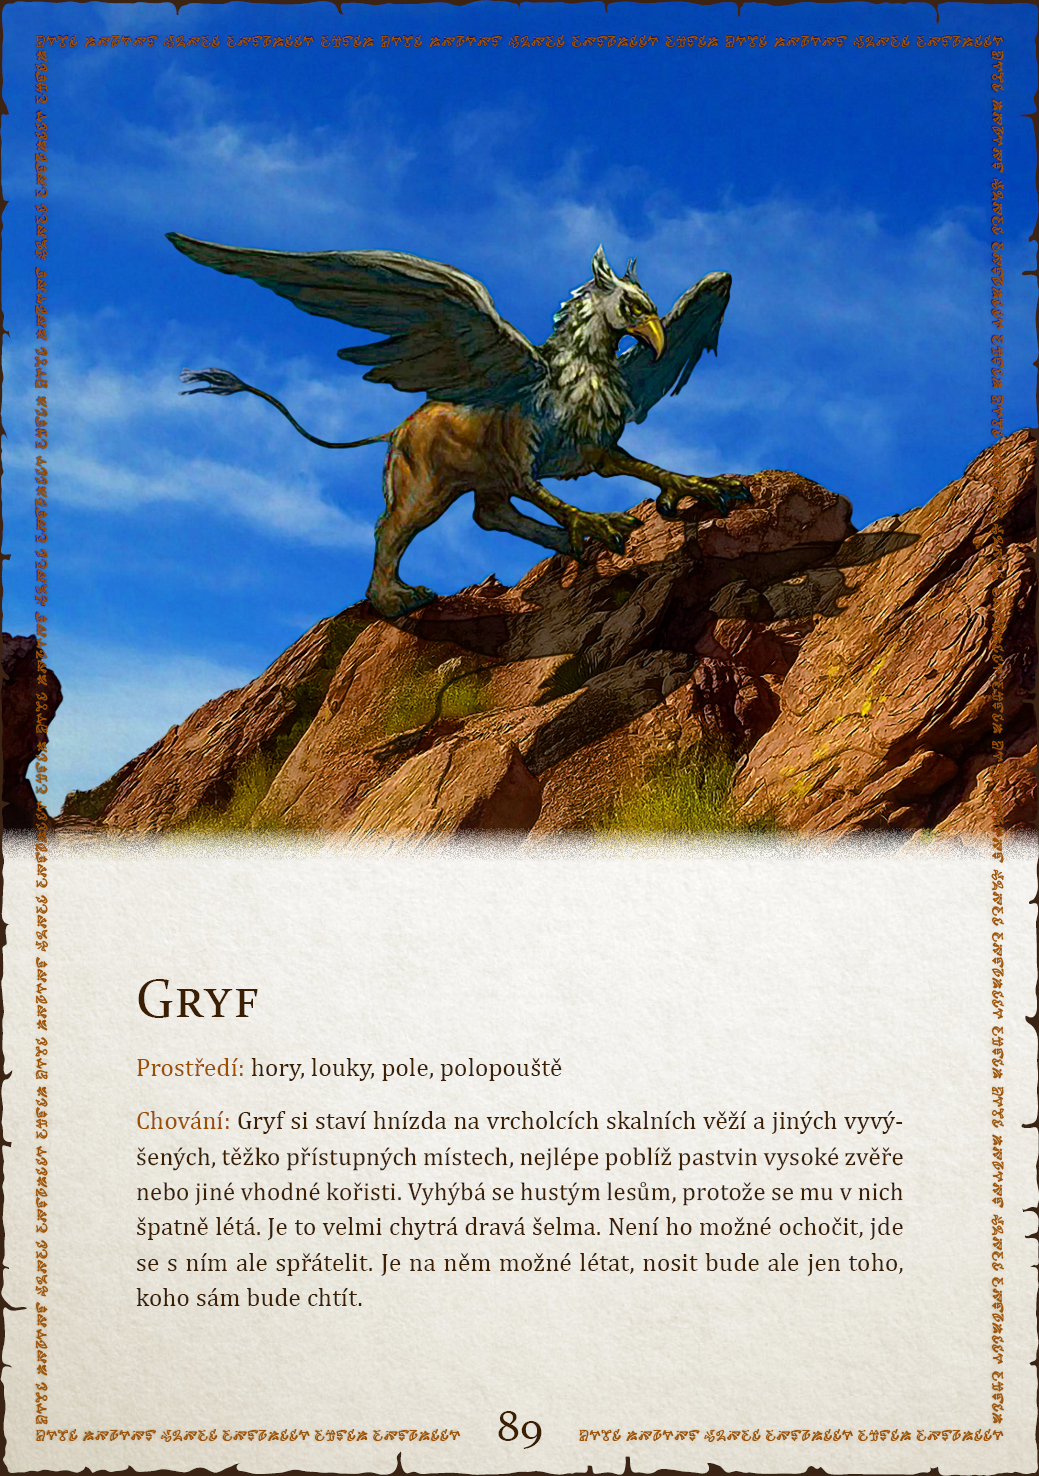 Gryf
Prostředí: hory, louky, pole, polopouště
Chování: Gryf si staví hnízda na vrcholcích skalních věží a jiných vyvý-
šených, těžko přístupných místech, nejlépe poblíž pastvin vysoké zvěře
nebo jiné vhodné kořisti. Vyhýbá se hustým lesům, protože se mu v nich
špatně létá. Je to velmi chytrá dravá šelma. Není ho možné ochočit, jde
se s ním ale spřátelit. Je na něm možné létat, nosit bude ale jen toho,
koho sám bude chtít.
89